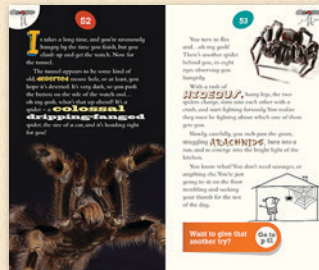 52
It takes a long time, and you're ravenously
hungry by the time you finish, but you
climb up and get the watch. Now for
the tunnel.
The tunnel appears to be some kind of
old, deserted mouse hole, or at least, you
hope it's deserted. It's very dark, so you push
the button on the side of the watch and ...
oh my gosh, what's that up ahead? It's a
spider – a colossal
dripping-fanged
spider, the size of a car, and it's heading right
for you!
53
You turn to flee
and ... oh my gosh!
There's another spider
behind you, its eight
eyes observing you
hungrily.
With a rush of
HIDEOUS, hairy legs, the two
spiders charge, slam into each other with a
crash, and start fighting furiously. You realize
they must be fighting about which one of them
gets you.
Slowly, carefully, you inch past the giant,
struggling ARACHNIDS, burst into a
run, and re-emerge into the bright light of the
kitchen.
You know what? You don't need sausages, or
anything else. You're just
going to sit on the floor
trembling and sucking
your thumb for the rest
of the day.
Want to give that
another try?
Go to
p 61